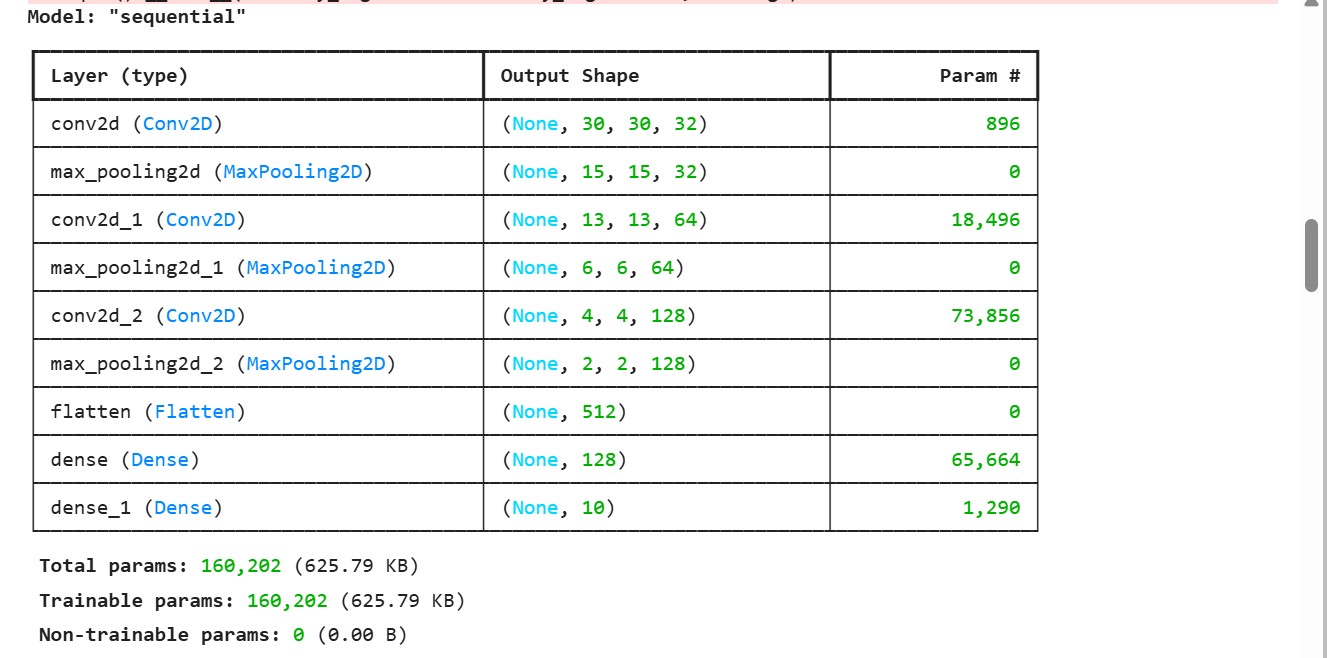 Model: "sequential"
Layer (type) Output Shape Param #
conv2d (Conv2D) (None, 30, 30, 32) 896
max_pooling2d (MaxPooling2D) (None, 15, 15, 32) 0
conv2d_1 (Conv2D) (None, 13, 13, 64) 18,496
max_pooling2d_1 (MaxPooling2D) (None, 6, 6, 64) 0
conv2d_2 (Conv2D) (None, 4, 4, 128) 73,856
max_pooling2d_2 (MaxPooling2D) (None, 2, 2, 128) 0
flatten (Flatten) (None, 512) 0
dense (Dense) (None, 128) 65,664
dense_1 (Dense) (None, 10) 1,290
Total params: 160,202 (625.79 KB)
Trainable params: 160,202 (625.79 KB)
Non-trainable params: 0 (0.00 B)